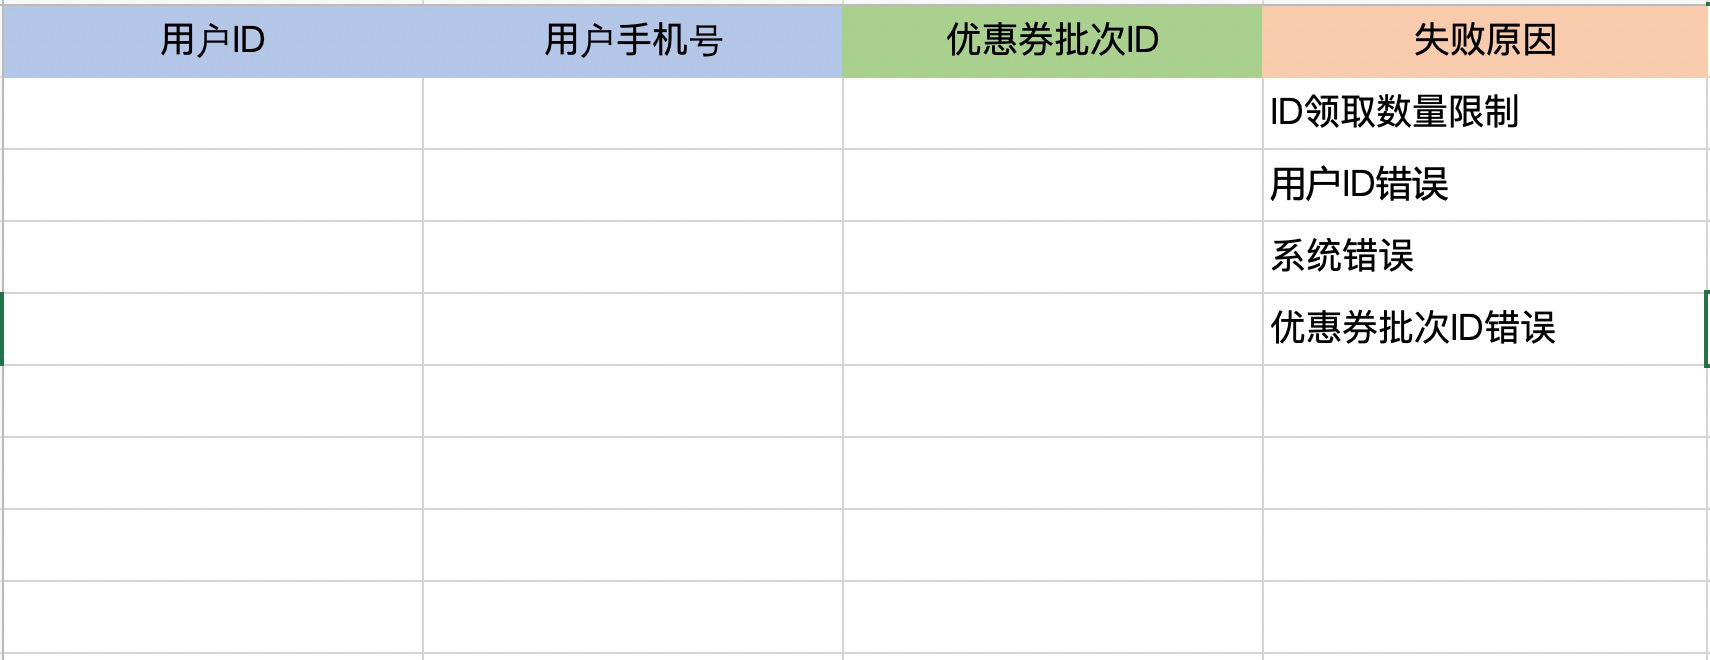 用户ID
用户手机号
优惠券批次ID
失败原因
ID领取数量限制
用户ID错误
系统错误
优惠券批次ID错误